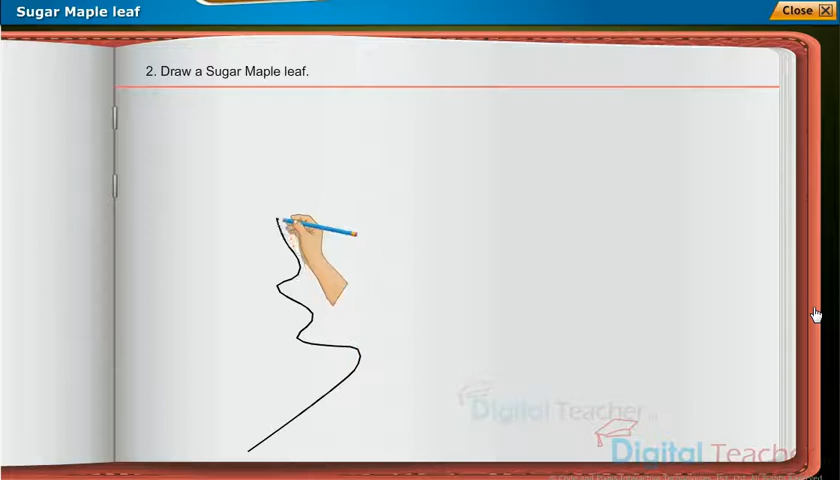 Sugar Maple leaf
Close
2. Draw a Sugar Maple leaf.
Digital Teacher
Digital Teacher